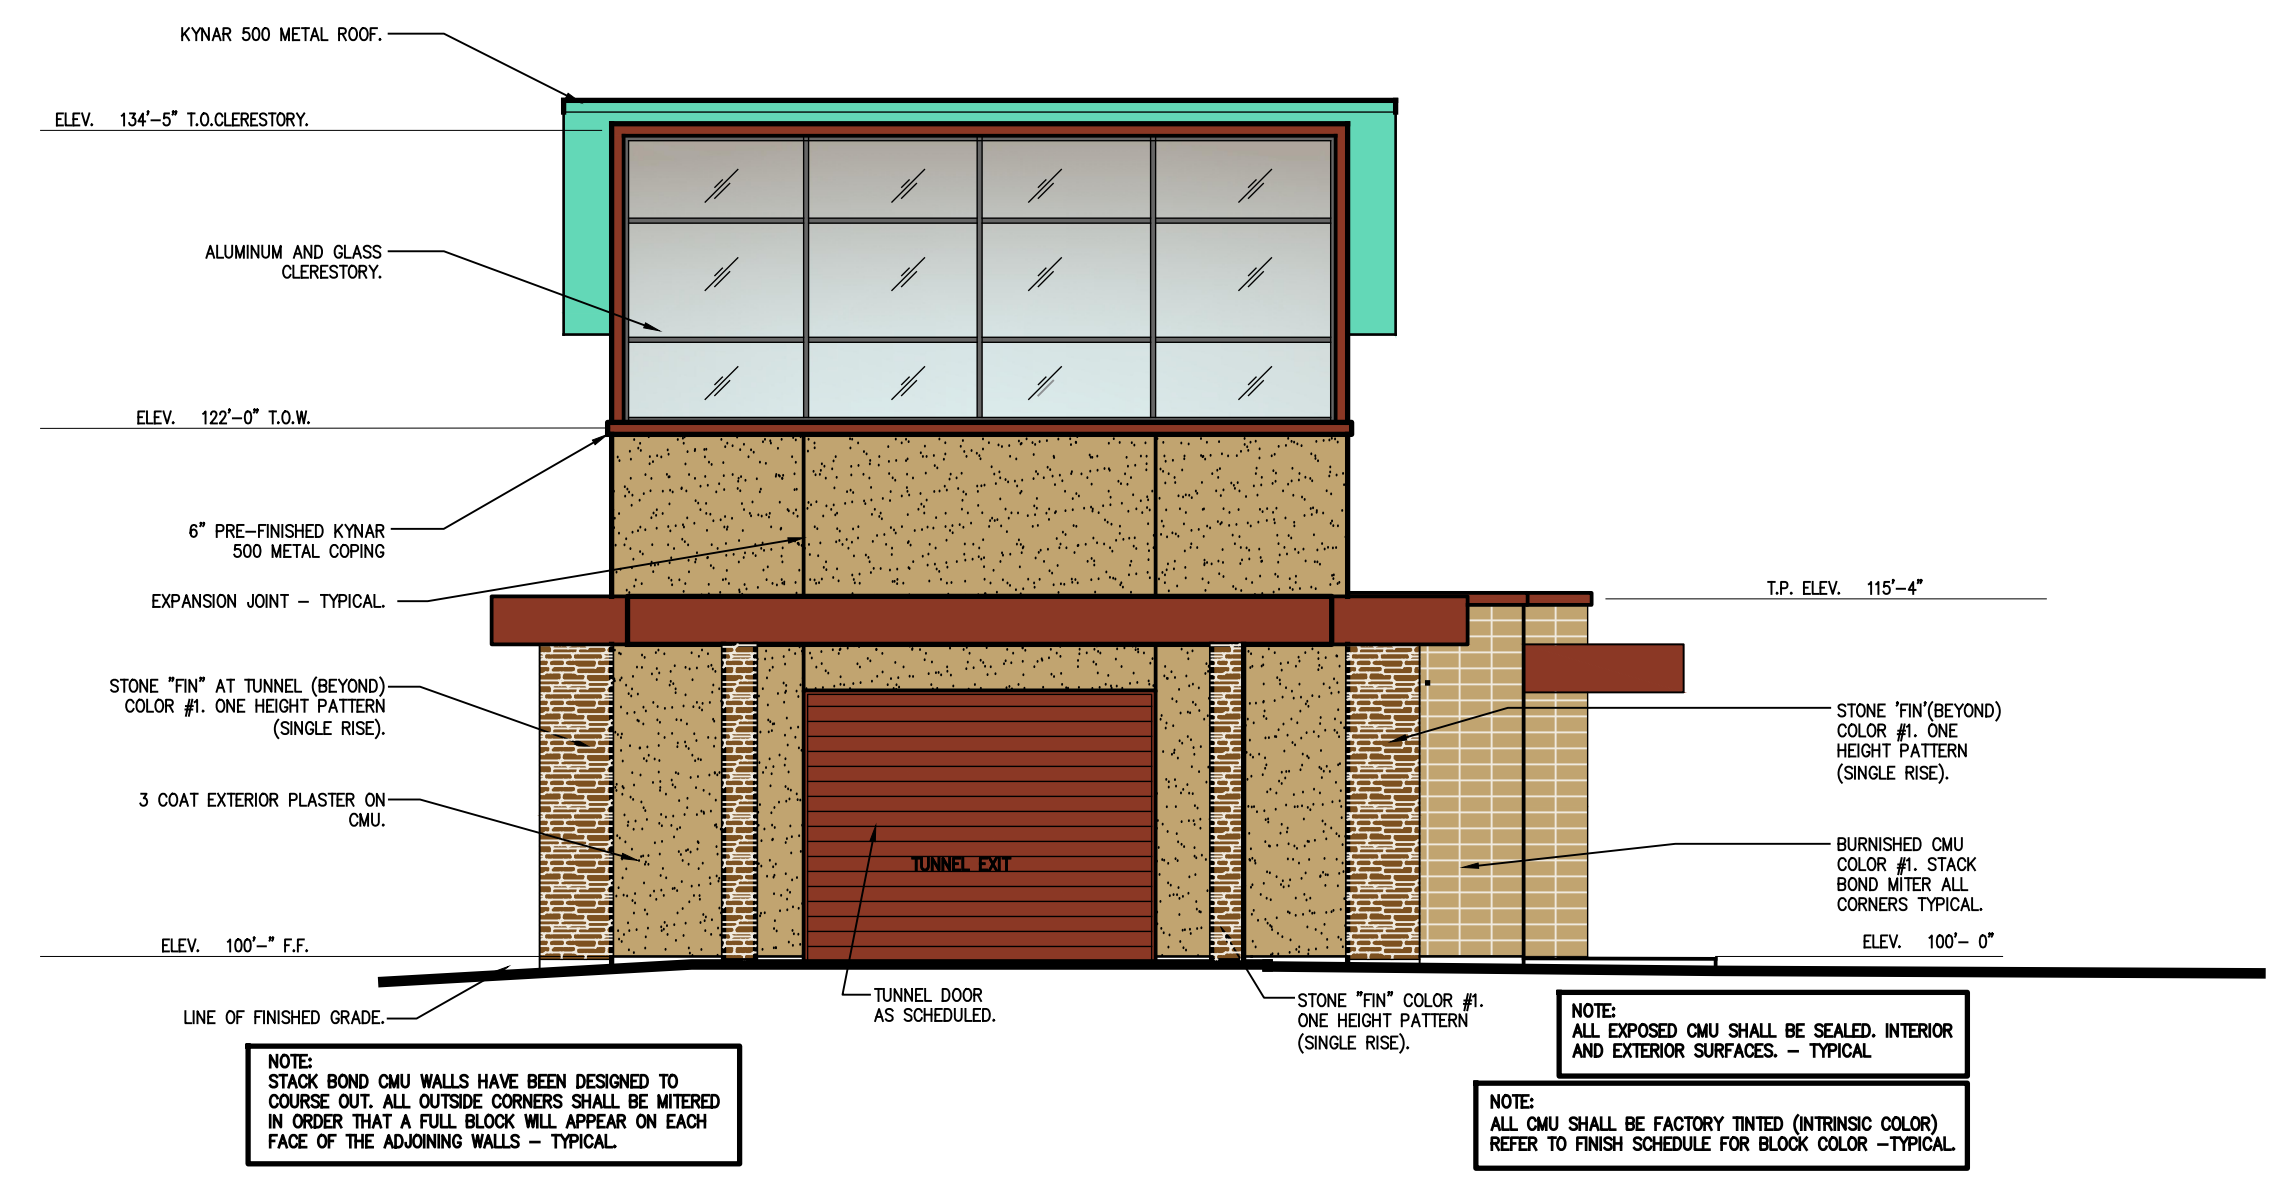 KYNAR 500 METAL ROOF.
ELEV. 134'-5" T.O.CLERESTORY.
ALUMINUM AND GLASS
CLERESTORY.
ELEV. 122'-0" T.O.W.
6" PRE-FINISHED KYNAR
500 METAL COPING
EXPANSION JOINT - TYPICAL.
T.P. ELEV. 115'-4"
STONE "FIN" AT TUNNEL (BEYOND)
COLOR #1. ONE HEIGHT PATTERN
(SINGLE RISE).
STONE 'FIN'(BEYOND)
COLOR #1. ONE
HEIGHT PATTERN
(SINGLE RISE).
3 COAT EXTERIOR PLASTER ON
CMU.
TUNNEL EXIT
BURNISHED CMU
COLOR #1. STACK
BOND MITER ALL
CORNERS TYPICAL.
ELEV. 100'-" F.F.
ELEV. 100'- 0"
LINE OF FINISHED GRADE.
TUNNEL DOOR
AS SCHEDULED.
STONE "FIN" COLOR #1.
ONE HEIGHT PATTERN
(SINGLE RISE).
NOTE:
ALL EXPOSED CMU SHALL BE SEALED. INTERIOR
AND EXTERIOR SURFACES. - TYPICAL
NOTE:
STACK BOND CMU WALLS HAVE BEEN DESIGNED TO
COURSE OUT. ALL OUTSIDE CORNERS SHALL BE MITERED
IN ORDER THAT A FULL BLOCK WILL APPEAR ON EACH
FACE OF THE ADJOINING WALLS - TYPICAL.
NOTE:
ALL CMU SHALL BE FACTORY TINTED (INTRINSIC COLOR)
REFER TO FINISH SCHEDULE FOR BLOCK COLOR -TYPICAL.